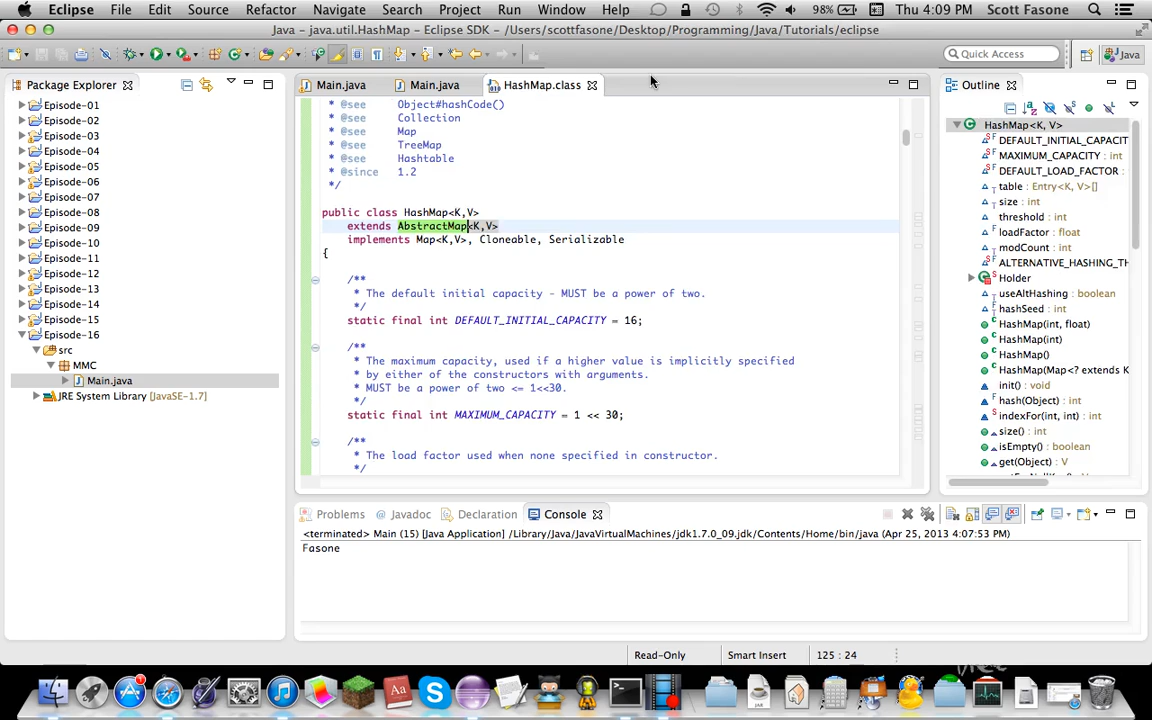 Eclipse File Edit Source Refactor Navigate Search Project Run Window Help 98% Thu 4:09 PM Scott Fasone
Java - java.util.HashMap - Eclipse SDK - /Users/scottfasone/Desktop/Programming/Java/Tutorials/eclipse
Quick Access Java
Package Explorer
Episode-01
Episode-02
Episode-03
Episode-04
Episode-05
Episode-06
Episode-07
Episode-08
Episode-09
Episode-10
Episode-11
Episode-12
Episode-13
Episode-14
Episode-15
Episode-16
src
MMC
Main.java
JRE System Library [JavaSE-1.7]
Main.java Main.java HashMap.class
* @see Object#hashCode()
* @see Collection
* @see Map
* @see TreeMap
* @see Hashtable
* @since 1.2
*/
public class HashMap<K,V>
extends AbstractMap<K,V>
implements Map<K,V>, Cloneable, Serializable
{
/**
* The default initial capacity - MUST be a power of two.
*/
static final int DEFAULT_INITIAL_CAPACITY = 16;
/**
* The maximum capacity, used if a higher value is implicitly specified
* by either of the constructors with arguments.
* MUST be a power of two <= 1<<30.
*/
static final int MAXIMUM_CAPACITY = 1 << 30;
/**
* The load factor used when none specified in constructor.
*/
Outline
HashMap<K, V>
DEFAULT_INITIAL_CAPACIT
MAXIMUM_CAPACITY : int
DEFAULT_LOAD_FACTOR :
table : Entry<K, V>[]
size : int
threshold : int
loadFactor : float
modCount : int
ALTERNATIVE_HASHING_TH
Holder
useAltHashing : boolean
hashSeed : int
HashMap(int, float)
HashMap(int)
HashMap()
HashMap(Map<? extends K
init() : void
hash(Object) : int
indexFor(int, int) : int
size() : int
isEmpty() : boolean
get(Object) : V
Problems Javadoc Declaration Console
<terminated> Main (15) [Java Application] /Library/Java/JavaVirtualMachines/jdk1.7.0_09.jdk/Contents/Home/bin/java (Apr 25, 2013 4:07:53 PM)
Fasone
Read-Only Smart Insert 125 : 24